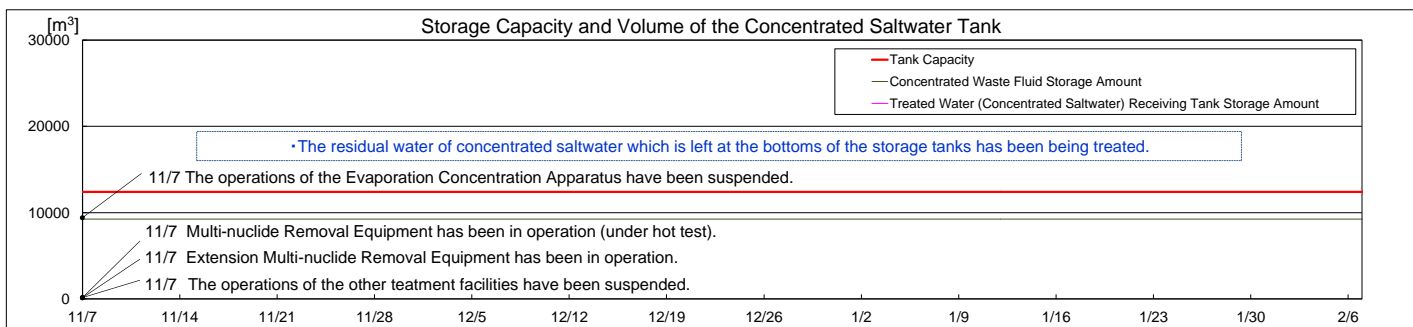 Storage Capacity and Volume of the Concentrated Saltwater Tank
[m³]
30000
Tank Capacity
Concentrated Waste Fluid Storage Amount
Treated Water (Concentrated Saltwater) Receiving Tank Storage Amount
20000
・The residual water of concentrated saltwater which is left at the bottoms of the storage tanks has been being treated.
11/7 The operations of the Evaporation Concentration Apparatus have been suspended.
10000
11/7 Multi-nuclide Removal Equipment has been in operation (under hot test).
11/7 Extension Multi-nuclide Removal Equipment has been in operation.
11/7 The operations of the other teatment facilities have been suspended.
0
11/7 11/14 11/21 11/28 12/5 12/12 12/19 12/26 1/2 1/9 1/16 1/23 1/30 2/6